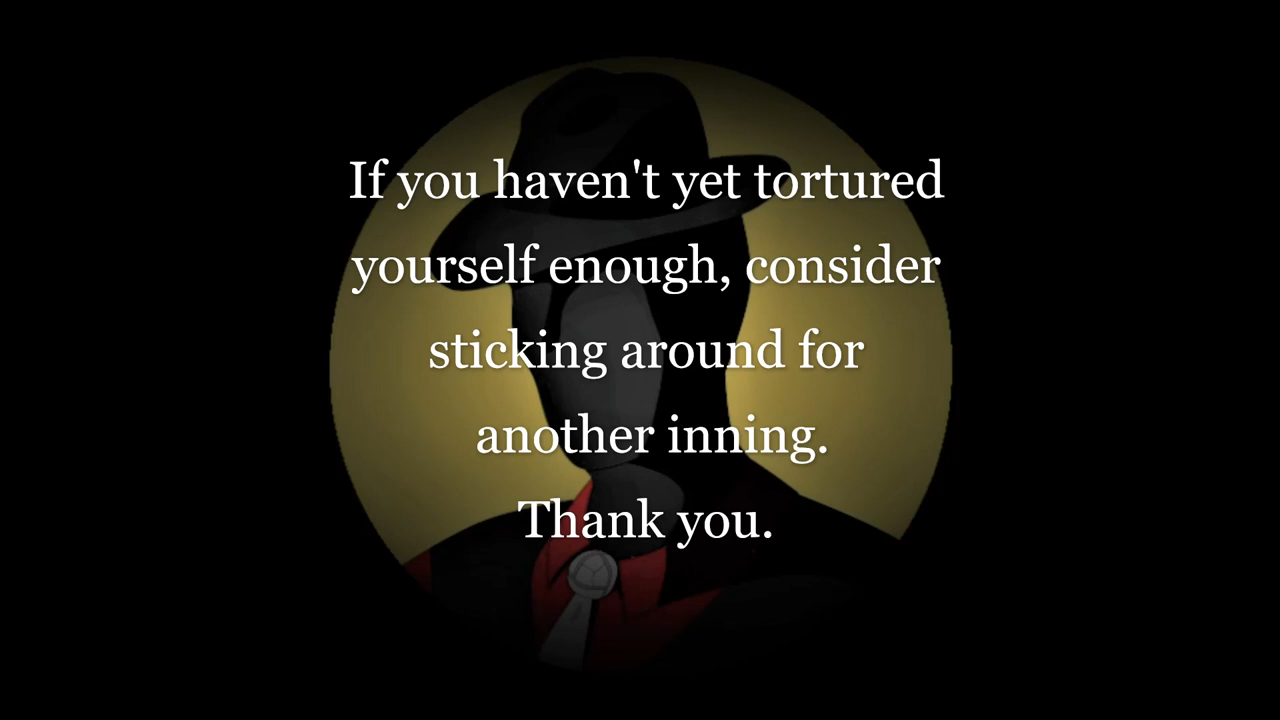 If you haven't yet tortured
yourself enough, consider
sticking around for
another inning.
Thank you.